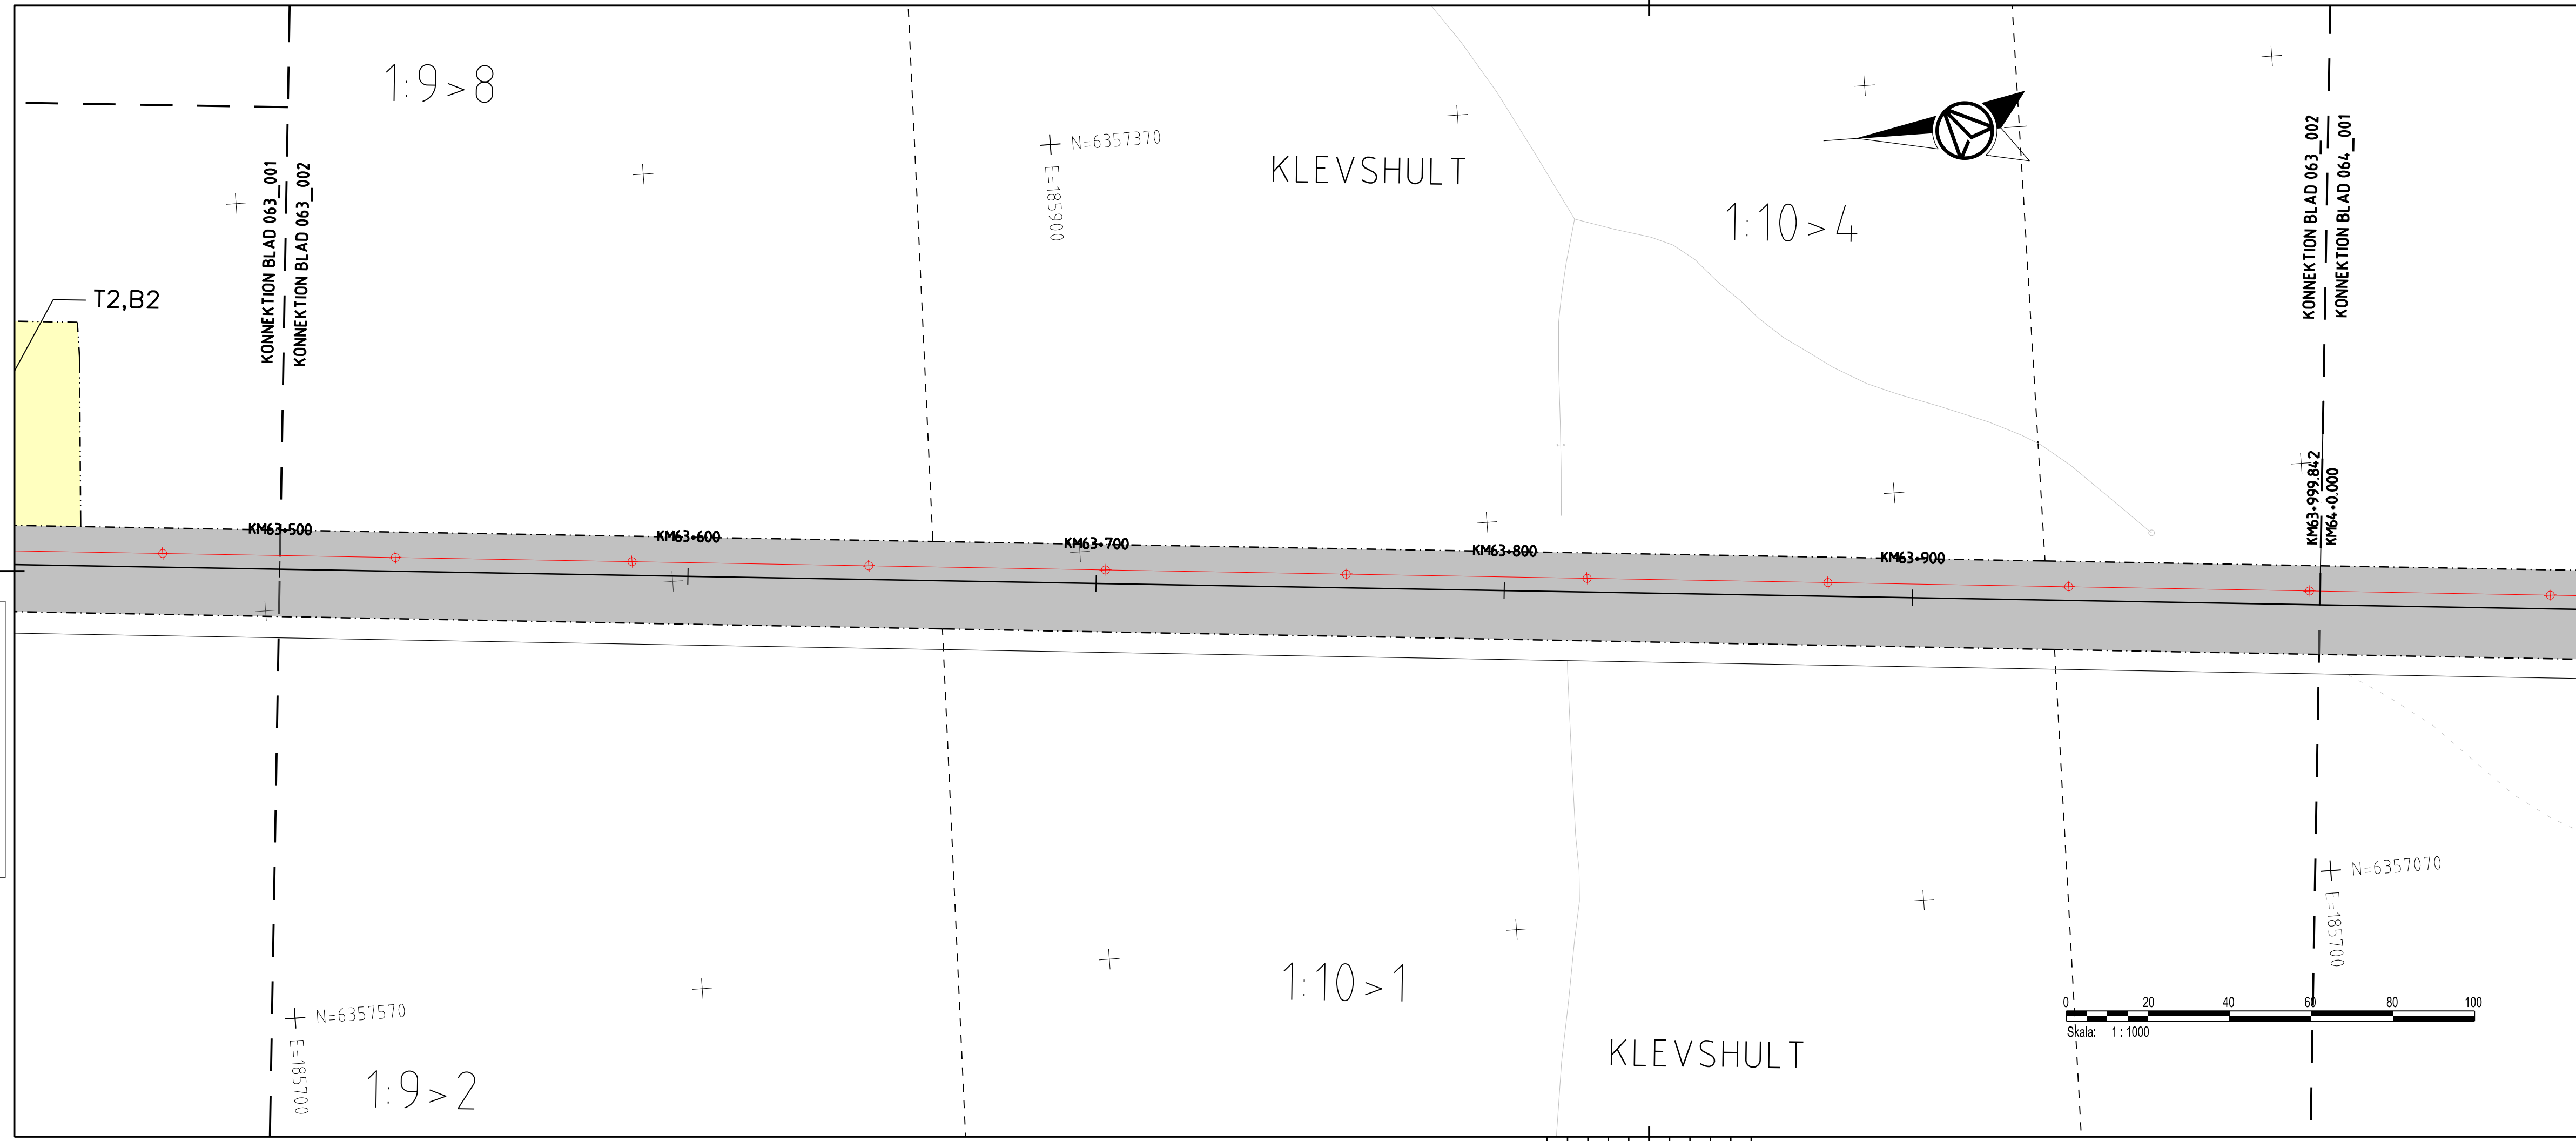 1:9>8
KONNEKTION BLAD 063_001
KONNEKTION BLAD 063_002
N=6357370
E=185900
KLEVSHULT
1:10>4
KONNEKTION BLAD 063_002
KONNEKTION BLAD 064_001
T2,B2
KM63+999.842
KM64+0.000
KM63+500
KM63+600
KM63+700
KM63+800
KM63+900
N=6357070
E=185700
1:10>1
N=6357570
E=185700
1:9>2
KLEVSHULT
0 20 40 60 80 100
Skala: 1:1000